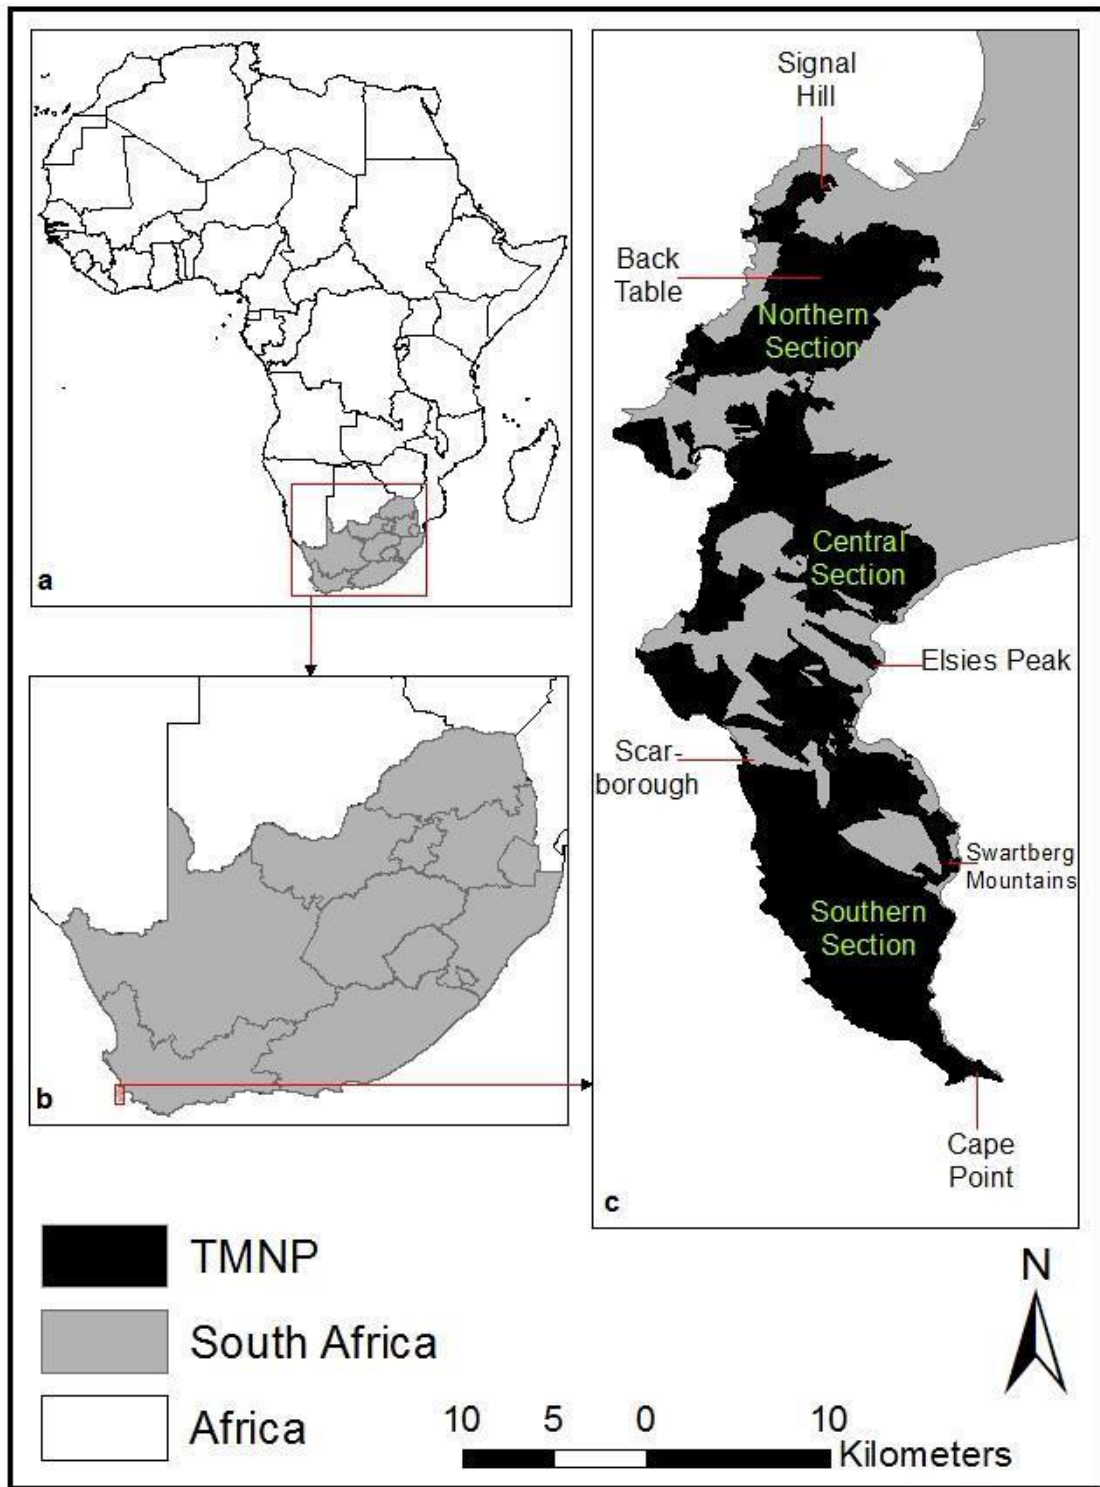 a
b
Signal
Hill
Back
Table
Northern
Section
Central
Section
Elsies Peak
Scar-
borough
Swartberg
Mountains
Southern
Section
Cape
Point
c
TMNP
South Africa
Africa
N
10 5 0 10
Kilometers